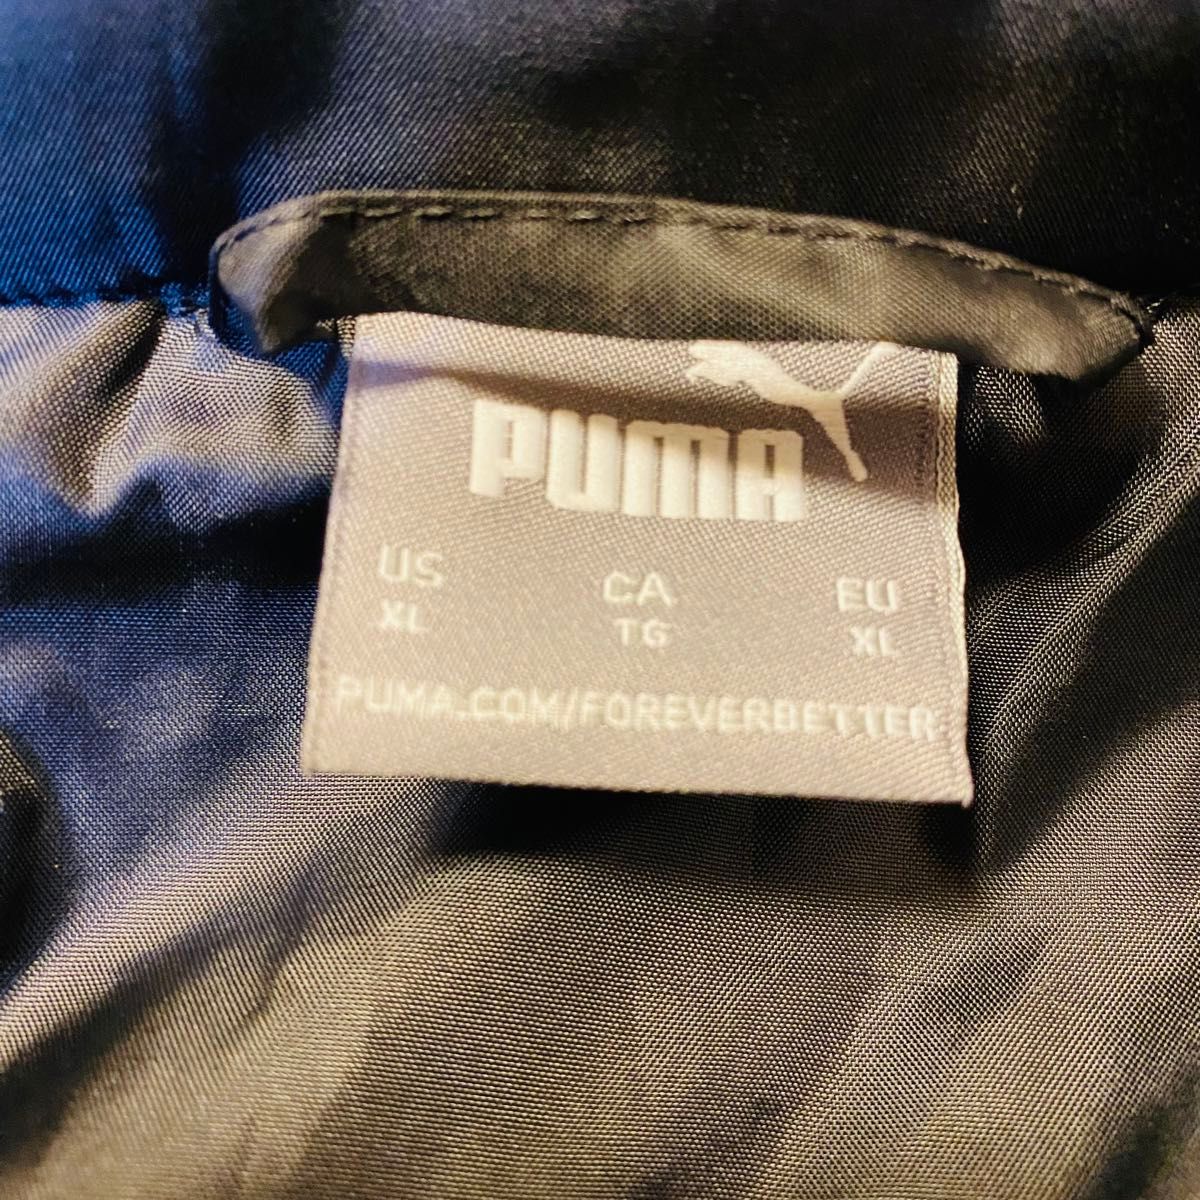 PUMA
US CA EU
XL TG XL
PUMA.COM/FOREVERBETTER